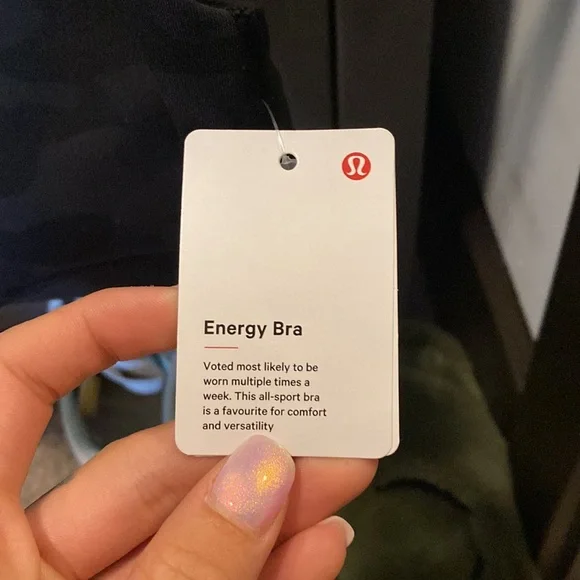 Energy Bra
Voted most likely to be
worn multiple times a
week. This all-sport bra
is a favourite for comfort
and versatility